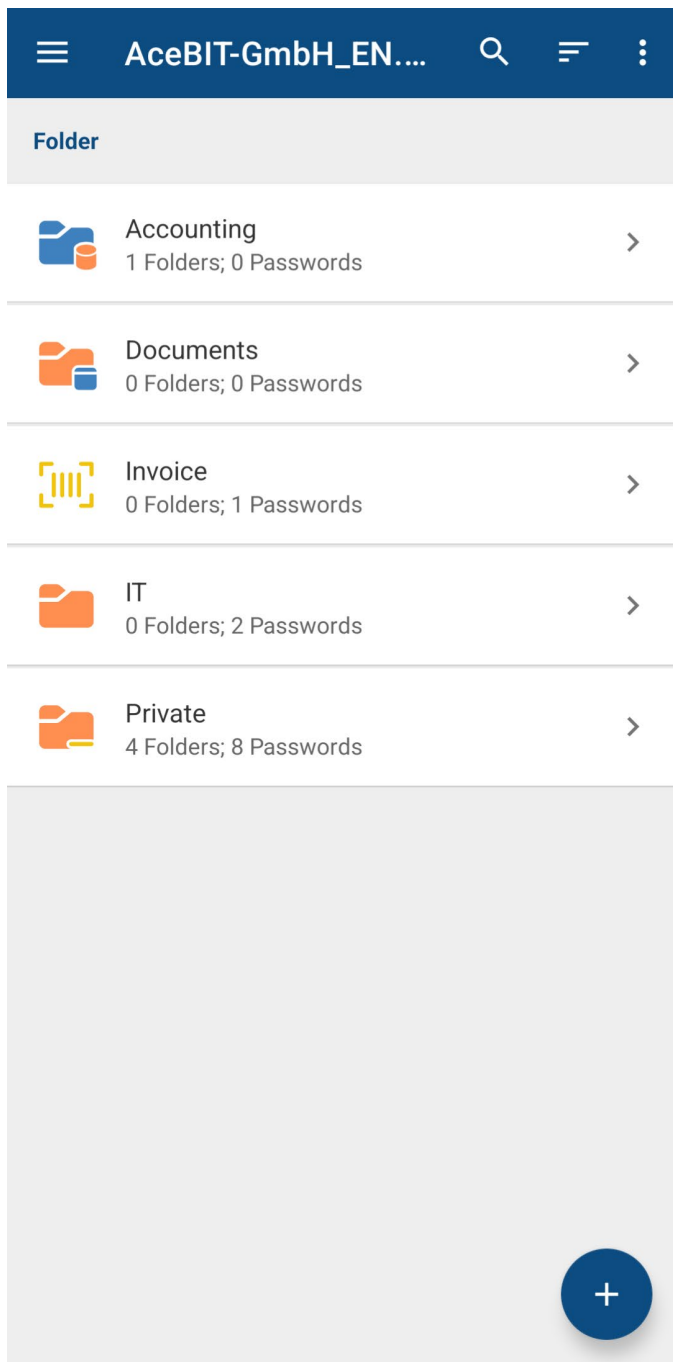 AceBIT-GmbH_EN....
Folder
Accounting
1 Folders; 0 Passwords
Documents
0 Folders; 0 Passwords
Invoice
0 Folders; 1 Passwords
IT
0 Folders; 2 Passwords
Private
4 Folders; 8 Passwords